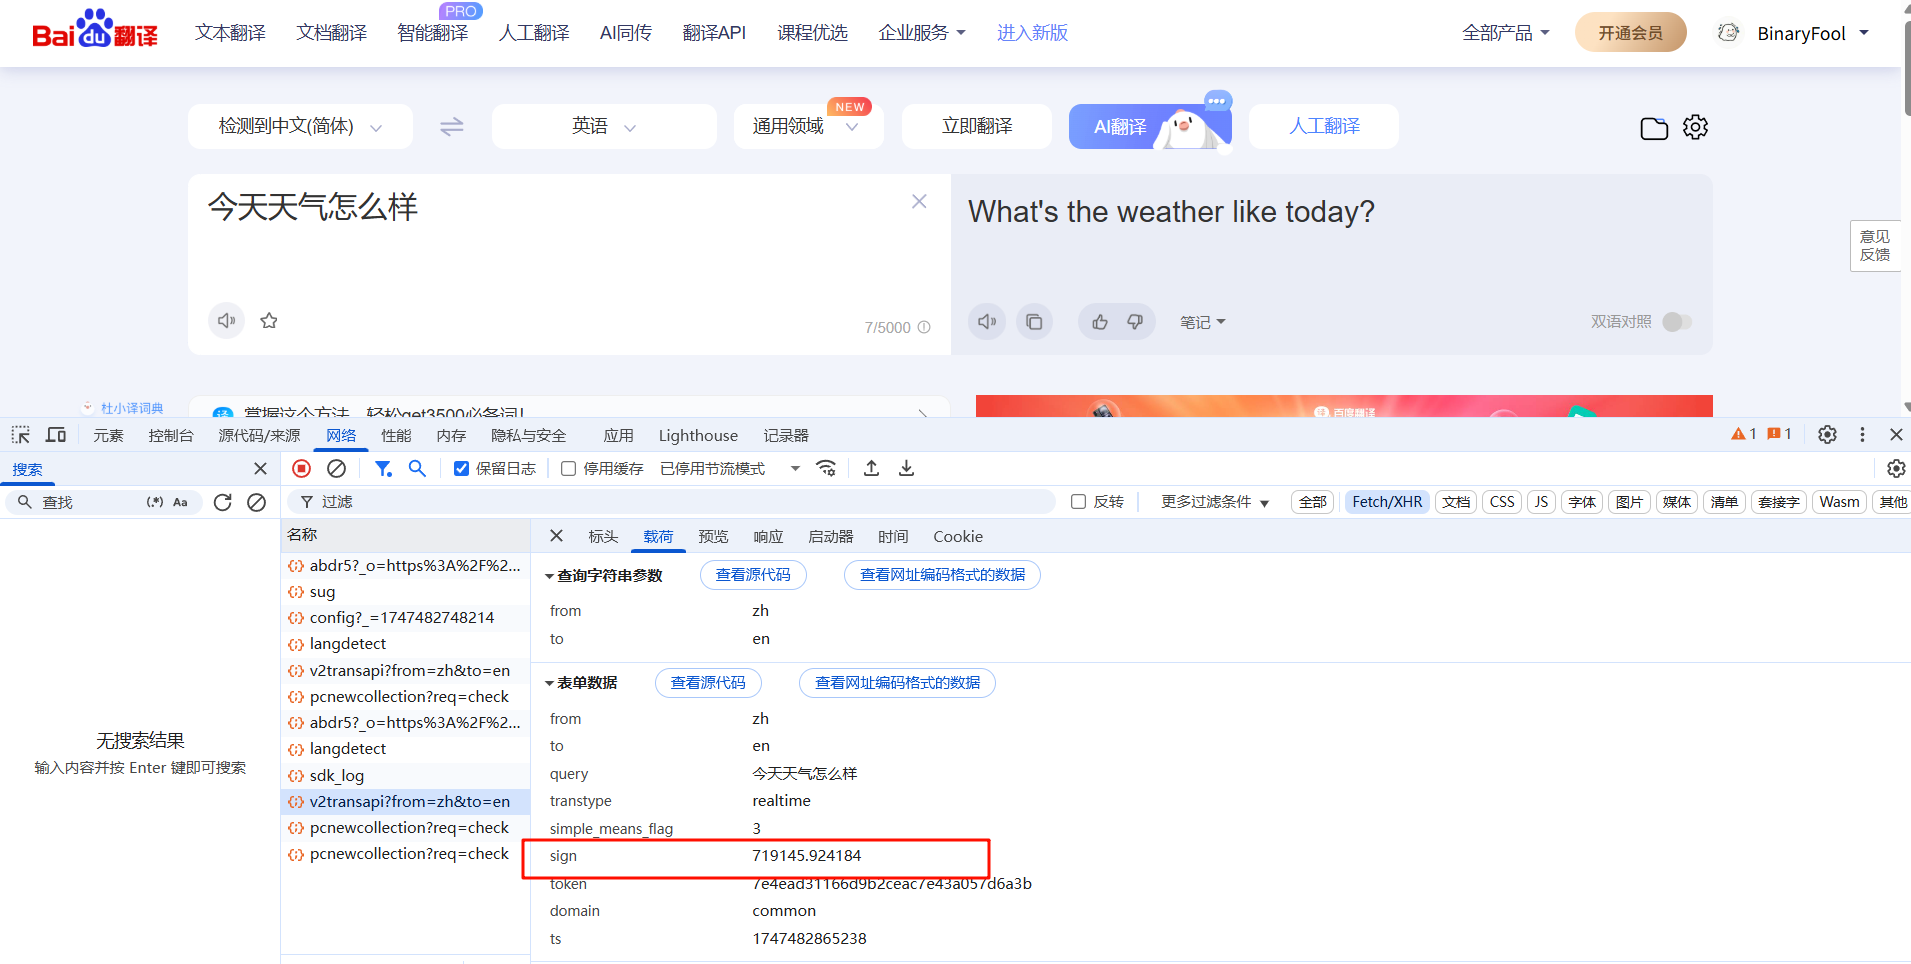 PRO
Bai du 翻译 文本翻译 文档翻译 智能翻译 人工翻译 AI同传 翻译API 课程优选 企业服务 进入新版 全部产品 开通会员 BinaryFool
NEW
检测到中文(简体) 英语 通用领域 立即翻译 AI翻译 人工翻译
今天天气怎么样
What's the weather like today?
意见
反馈
7/5000 笔记 双语对照
杜小译词典 译 掌握这个方法，轻松get3500必备词！ 译 百度翻译
元素 控制台 源代码/来源 网络 性能 内存 隐私与安全 应用 Lighthouse 记录器 1 1
搜索 保留日志 停用缓存 已停用节流模式
查找 (.*) Aa 过滤 反转 更多过滤条件 全部 Fetch/XHR 文档 CSS JS 字体 图片 媒体 清单 套接字 Wasm 其他
名称 标头 载荷 预览 响应 启动器 时间 Cookie
abdr5?_o=https%3A%2F%2...
sug
config?_=1747482748214
langdetect
v2transapi?from=zh&to=en
pcnewcollection?req=check
abdr5?_o=https%3A%2F%2...
langdetect
sdk_log
v2transapi?from=zh&to=en
pcnewcollection?req=check
pcnewcollection?req=check
无搜索结果
输入内容并按 Enter 键即可搜索
查询字符串参数 查看源代码 查看网址编码格式的数据
from zh
to en
表单数据 查看源代码 查看网址编码格式的数据
from zh
to en
query 今天天气怎么样
transtype realtime
simple_means_flag 3
sign 719145.924184
token 7e4ead31166d9b2ceac7e43a057d6a3b
domain common
ts 1747482865238